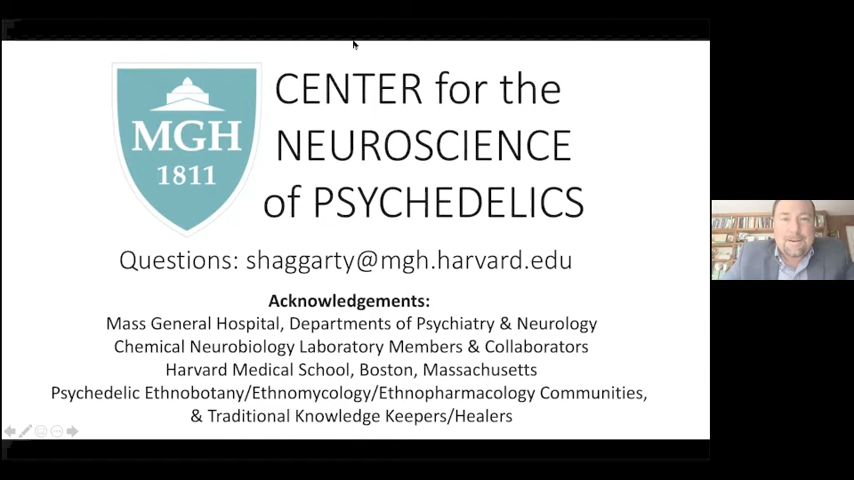 MGH
1811
CENTER for the
NEUROSCIENCE
of PSYCHEDELICS
Questions: shaggarty@mgh.harvard.edu
Acknowledgements:
Mass General Hospital, Departments of Psychiatry & Neurology
Chemical Neurobiology Laboratory Members & Collaborators
Harvard Medical School, Boston, Massachusetts
Psychedelic Ethnobotany/Ethnomycology/Ethnopharmacology Communities,
& Traditional Knowledge Keepers/Healers